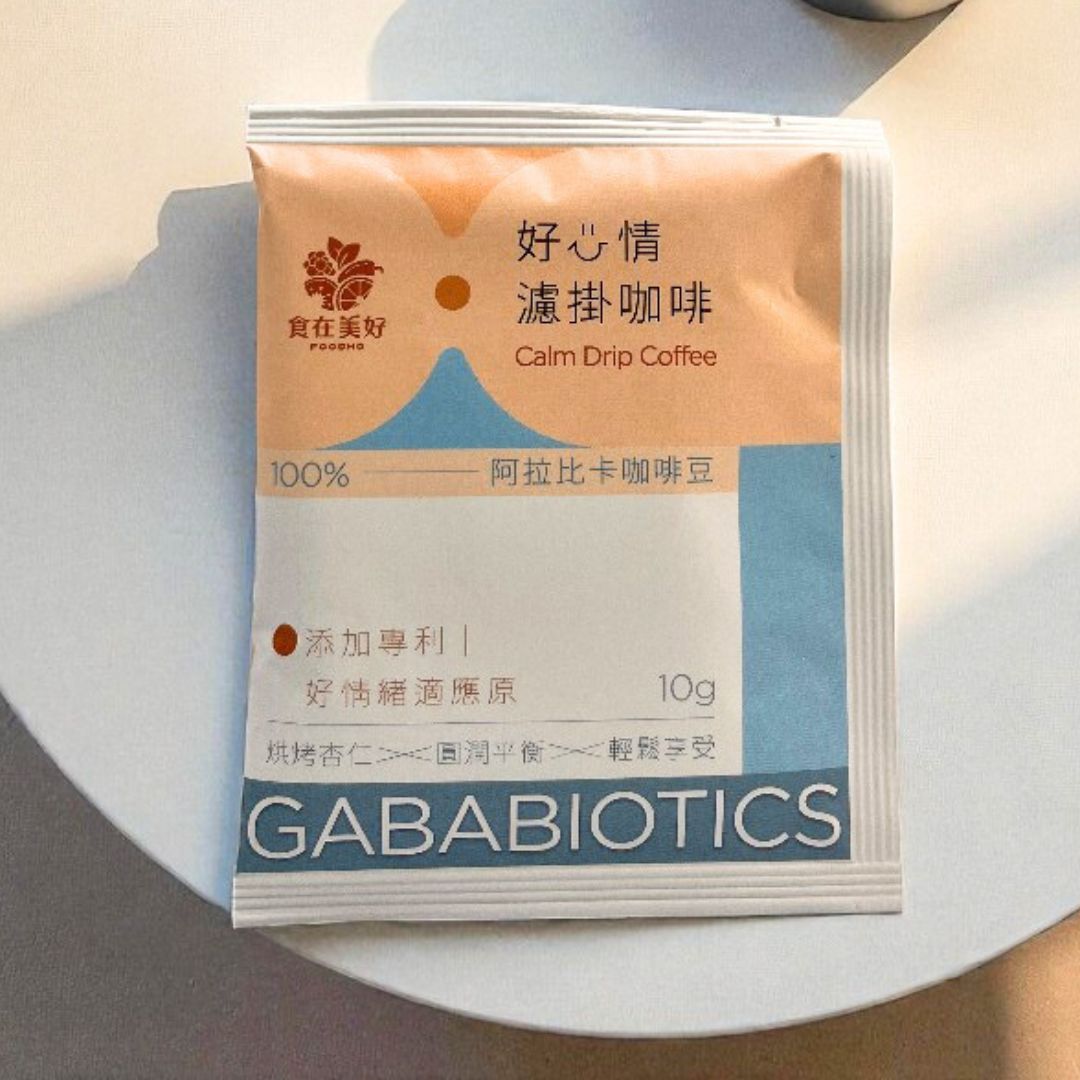 食在美好
FOODHO
好心情
濾掛咖啡
Calm Drip Coffee
100% 阿拉比卡咖啡豆
添加專利|
好情緒適應原
10g
烘烤杏仁 圓潤平衡 輕鬆享受
GABABIOTICS